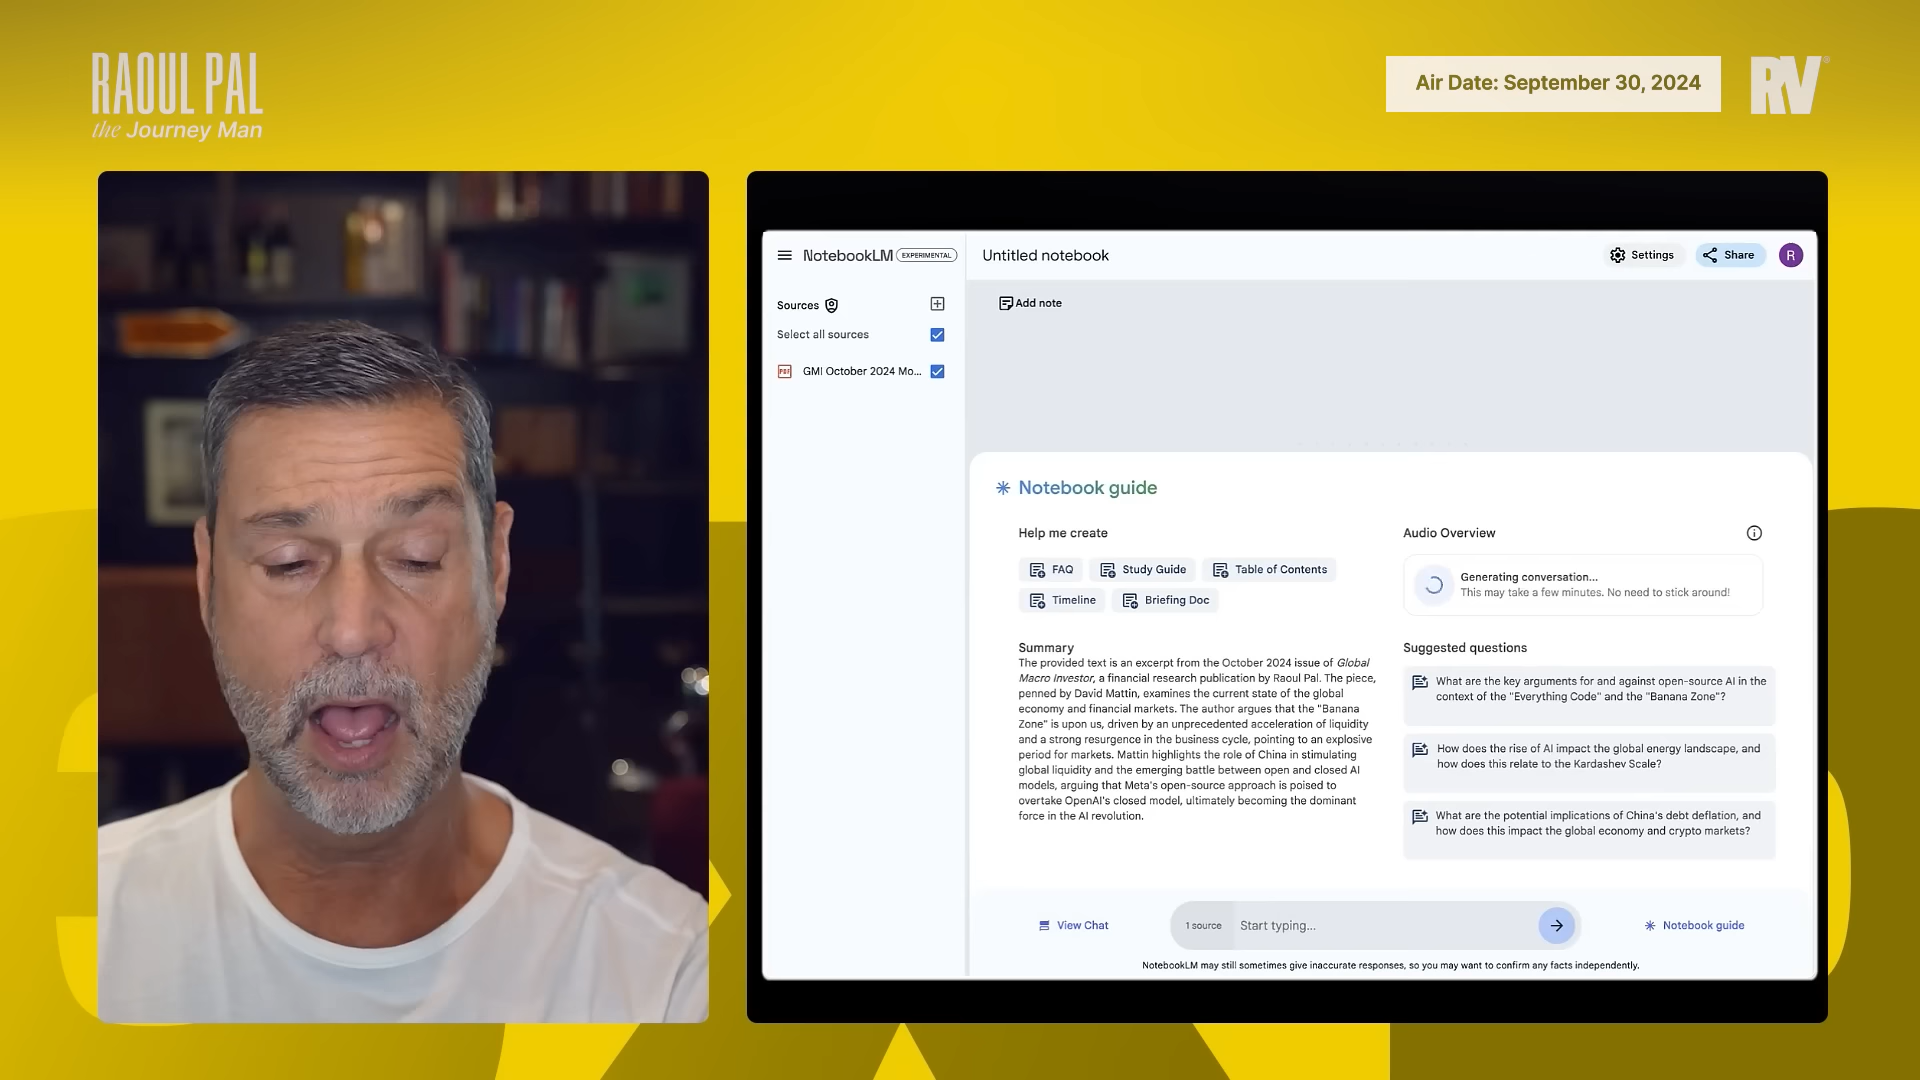 RAOUL PAL
the Journey Man
Air Date: September 30, 2024
RV®
NotebookLM EXPERIMENTAL
Untitled notebook
Settings
Share
R
Sources
Select all sources
PDF
GMI October 2024 Mo...
Add note
Notebook guide
Help me create
FAQ
Study Guide
Table of Contents
Timeline
Briefing Doc
Audio Overview
Generating conversation...
This may take a few minutes. No need to stick around!
Summary
The provided text is an excerpt from the October 2024 issue of Global
Macro Investor, a financial research publication by Raoul Pal. The piece,
penned by David Mattin, examines the current state of the global
economy and financial markets. The author argues that the "Banana
Zone" is upon us, driven by an unprecedented acceleration of liquidity
and a strong resurgence in the business cycle, pointing to an explosive
period for markets. Mattin highlights the role of China in stimulating
global liquidity and the emerging battle between open and closed AI
models, arguing that Meta's open-source approach is poised to
overtake OpenAI's closed model, ultimately becoming the dominant
force in the AI revolution.
Suggested questions
What are the key arguments for and against open-source AI in the
context of the "Everything Code" and the "Banana Zone"?
How does the rise of AI impact the global energy landscape, and
how does this relate to the Kardashev Scale?
What are the potential implications of China's debt deflation, and
how does this impact the global economy and crypto markets?
View Chat
1 source
Start typing...
Notebook guide
NotebookLM may still sometimes give inaccurate responses, so you may want to confirm any facts independently.